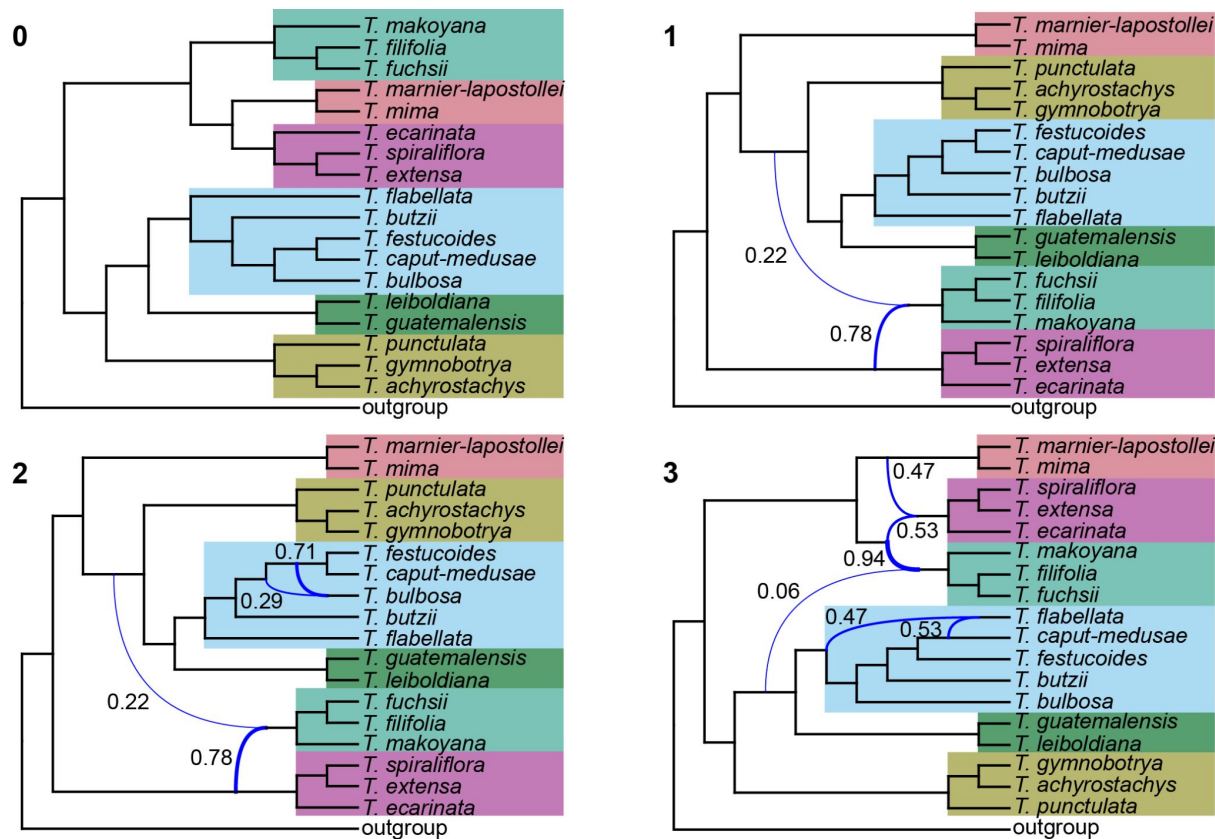 0
T. makoyana
T. filifolia
T. fuchsii
T. marnier-lapostollei
T. mima
T. ecarinata
T. spiraliflora
T. extensa
T. flabellata
T. butzii
T. festucoides
T. caput-medusae
T. bulbosa
T. leiboldiana
T. guatemalensis
T. punctulata
T. gymnobotrya
T. achyrostachys
outgroup
1
T. marnier-lapostollei
T. mima
T. punctulata
T. achyrostachys
T. gymnobotrya
T. festucoides
T. caput-medusae
T. bulbosa
T. butzii
T. flabellata
T. guatemalensis
0.22
T. leiboldiana
T. fuchsii
T. filifolia
T. makoyana
0.78
T. spiraliflora
T. extensa
T. ecarinata
outgroup
2
T. marnier-lapostollei
T. mima
T. punctulata
T. achyrostachys
T. gymnobotrya
0.71
T. festucoides
T. caput-medusae
0.29
T. bulbosa
T. butzii
T. flabellata
T. guatemalensis
T. leiboldiana
0.22
T. fuchsii
T. filifolia
T. makoyana
0.78
T. spiraliflora
T. extensa
T. ecarinata
outgroup
3
T. marnier-lapostollei
0.47
T. mima
T. spiraliflora
T. extensa
0.53
T. ecarinata
0.94
T. makoyana
T. filifolia
0.06
T. fuchsii
0.47
T. flabellata
0.53
T. caput-medusae
T. festucoides
T. butzii
T. bulbosa
T. guatemalensis
T. leiboldiana
T. gymnobotrya
T. achyrostachys
T. punctulata
outgroup